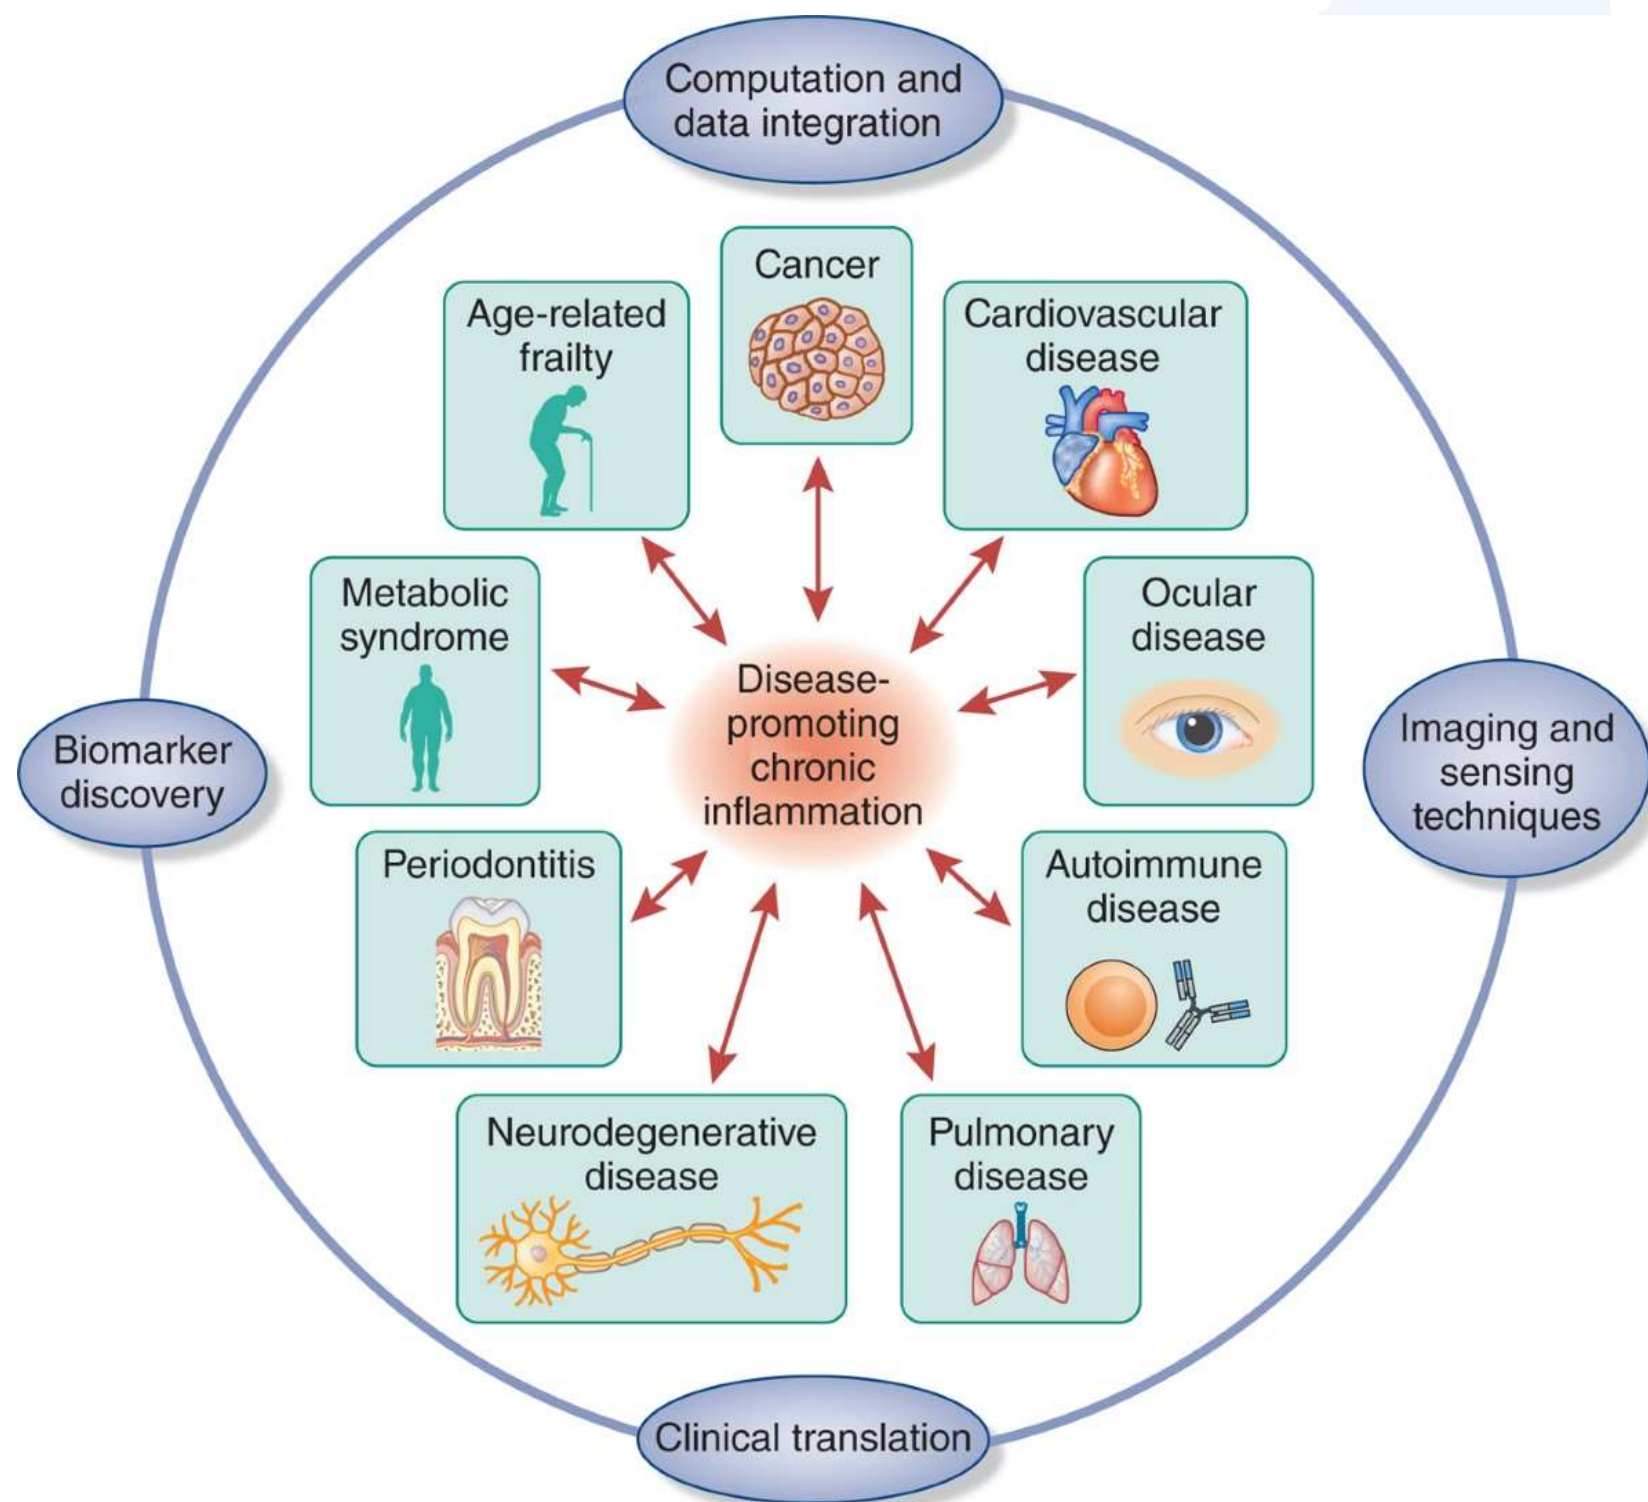 Computation and
data integration
Cancer
Age-related
frailty
Cardiovascular
disease
Metabolic
syndrome
Ocular
disease
Disease-
promoting
chronic
inflammation
Biomarker
discovery
Imaging and
sensing
techniques
Periodontitis
Autoimmune
disease
Neurodegenerative
disease
Pulmonary
disease
Clinical translation